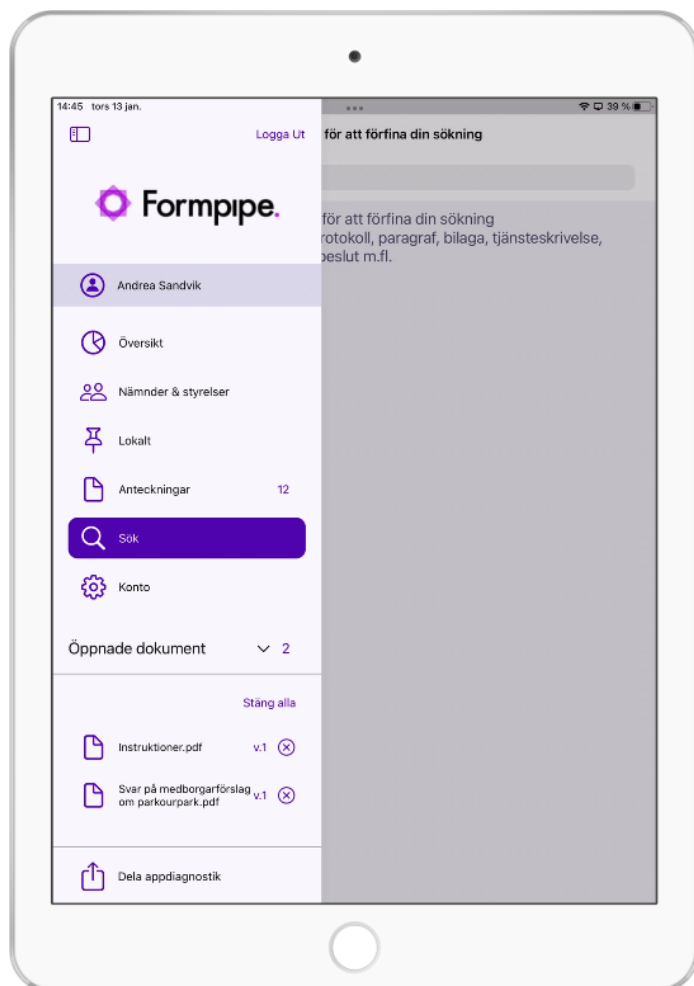 14:45 tors 13 jan.
39 %
Logga Ut
för att förfina din sökning
Formpipe.
för att förfina din sökning
rotokoll, paragraf, bilaga, tjänsteskrivelse,
beslut m.fl.
Andrea Sandvik
Översikt
Nämnder & styrelser
Lokalt
Anteckningar 12
Sök
Konto
Öppnade dokument 2
Stäng alla
Instruktioner.pdf v.1
Svar på medborgarförslag
om parkourpark.pdf v.1
Dela appdiagnostik